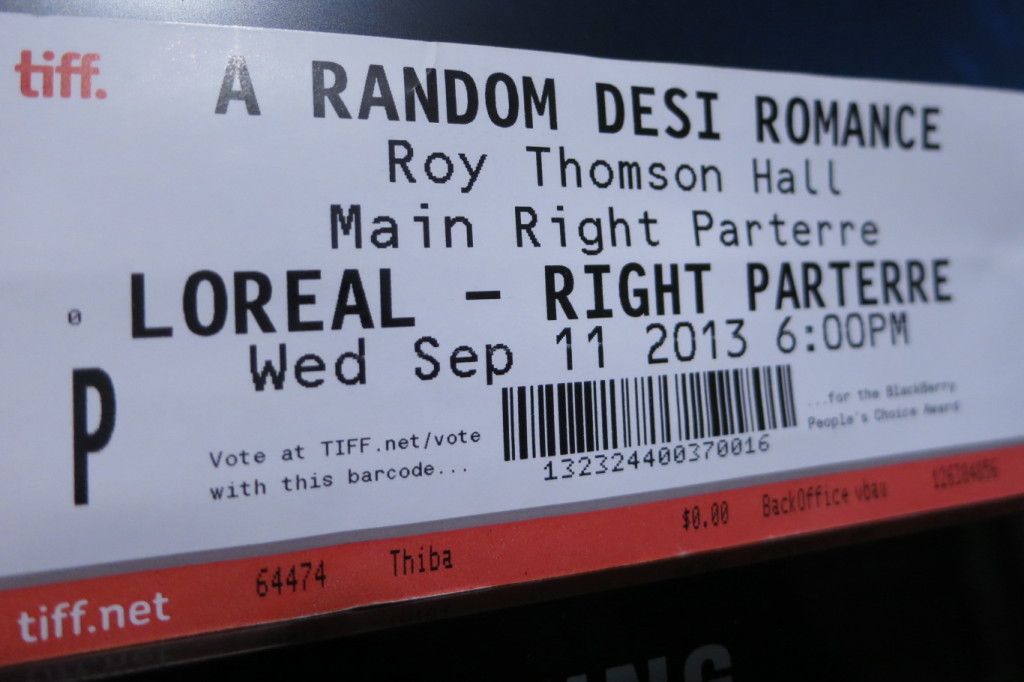 tiff.
A RANDOM DESI ROMANCE
Roy Thomson Hall
Main Right Parterre
0
LOREAL - RIGHT PARTERRE
Wed Sep 11 2013 6:00PM
P
Vote at TIFF.net/vote
with this barcode...
132324400370016
...for the BlackBerry
People's Choice Award
64474 Thiba $0.00 BackOffice vbau
tiff.net